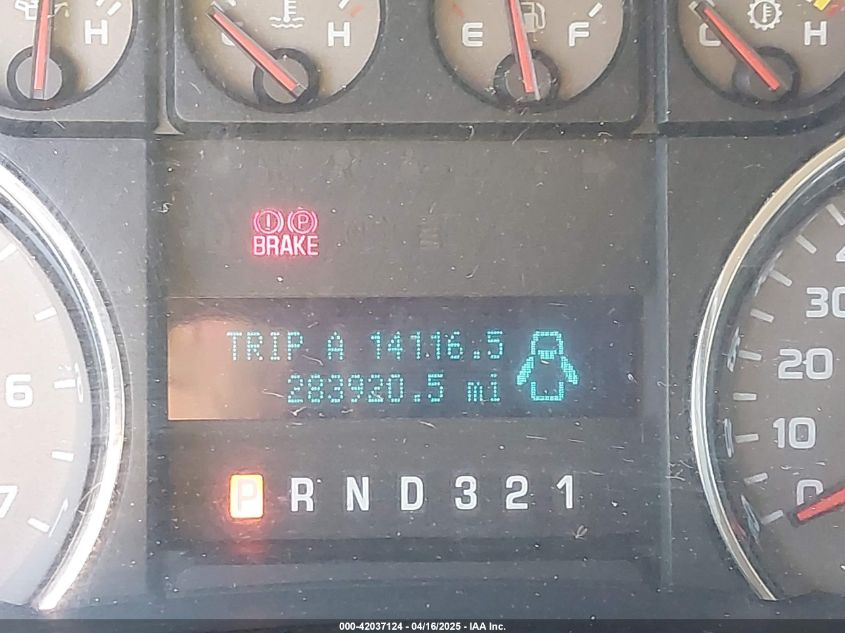 H C H E F C H
BRAKE
TRIP A 14116.5
283920.5 mi
P R N D 3 2 1
6
7
30
20
10
0
000-42037124 - 04/16/2025 - IAA Inc.